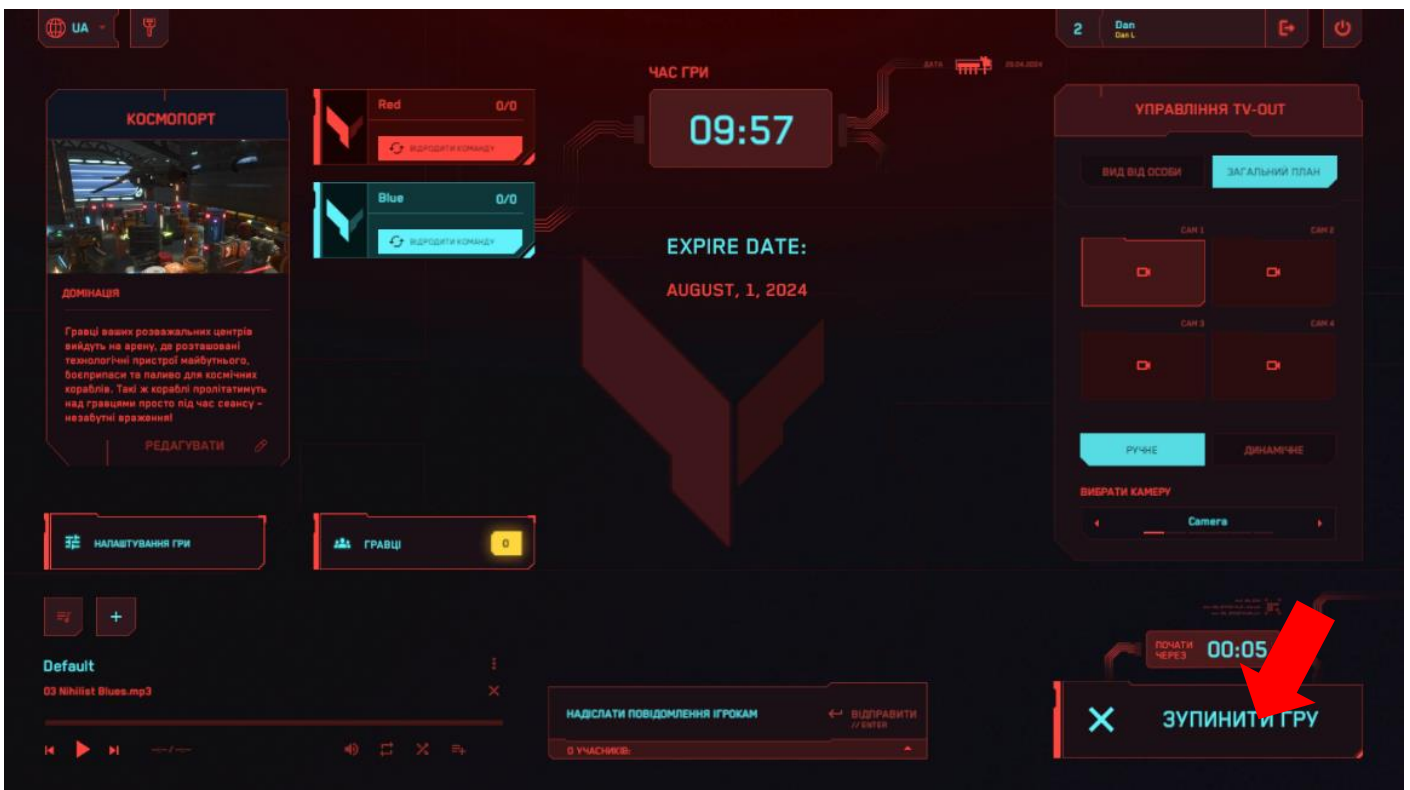 UA
2
Dan
Dan L
ЧАС ГРИ
09:57
ДАТА
25.04.2024
КОСМОПОРТ
ДОМІНАЦІЯ
Гравці ваших розважальних центрів
вийдуть на арену, де розташовані
технологічні пристрої майбутнього,
боєприпаси та паливо для космічних
кораблів. Такі ж кораблі пролітатимуть
над гравцями просто під час сеансу –
незабутні враження!
РЕДАГУВАТИ
Red 0/0
ВІДРОДИТИ КОМАНДУ
Blue 0/0
ВІДРОДИТИ КОМАНДУ
EXPIRE DATE:
AUGUST, 1, 2024
УПРАВЛІННЯ TV-OUT
ВИД ВІД ОСОБИ
ЗАГАЛЬНИЙ ПЛАН
CAM 1
CAM 2
CAM 3
CAM 4
РУЧНЕ
ДИНАМІЧНЕ
ВИБРАТИ КАМЕРУ
Camera
НАЛАШТУВАННЯ ГРИ
ГРАВЦІ
0
Default
03 Nihilist Blues.mp3
--:--/--:--
НАДІСЛАТИ ПОВІДОМЛЕННЯ ІГРОКАМ
ВІДПРАВИТИ
// ENTER
0 УЧАСНИКІВ:
ПОЧАТИ
ЧЕРЕЗ
00:05
ЗУПИНИТИ ГРУ